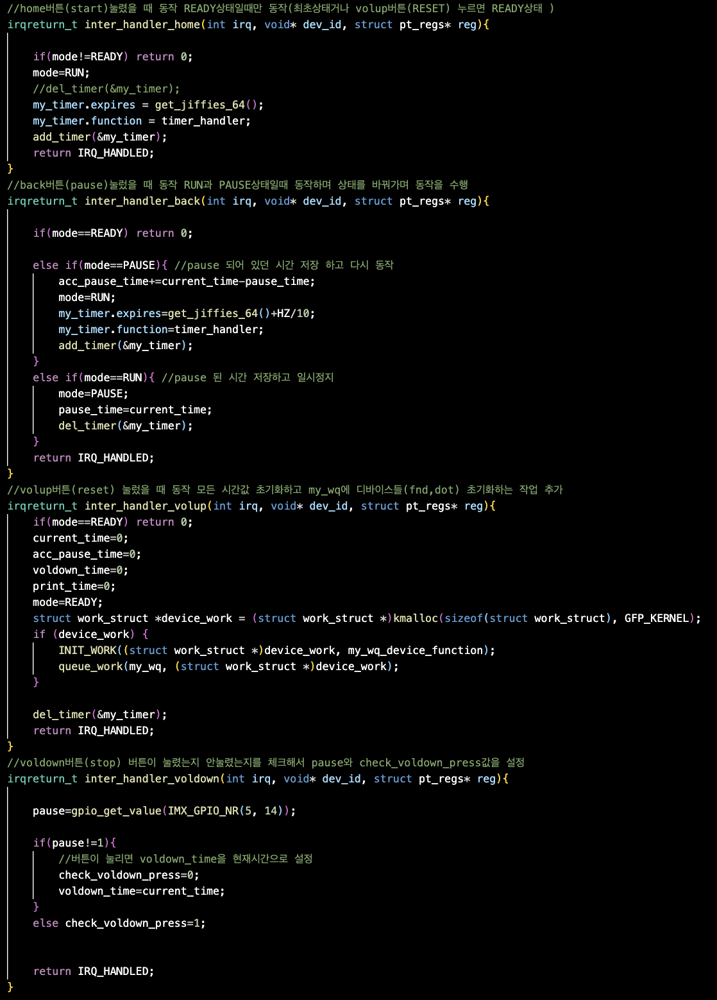 //home버튼(start)눌렸을 때 동작 READY상태일때만 동작(최초상태거나 volup버튼(RESET) 누르면 READY상태 )
irqreturn_t inter_handler_home(int irq, void* dev_id, struct pt_regs* reg){
    if(mode!=READY) return 0;
    mode=RUN;
    //del_timer(&my_timer);
    my_timer.expires = get_jiffies_64();
    my_timer.function = timer_handler;
    add_timer(&my_timer);
    return IRQ_HANDLED;
}
//back버튼(pause)눌렀을 때 동작 RUN과 PAUSE상태일때 동작하며 상태를 바꿔가며 동작을 수행
irqreturn_t inter_handler_back(int irq, void* dev_id, struct pt_regs* reg){
    if(mode==READY) return 0;
    else if(mode==PAUSE){ //pause 되어 있던 시간 저장 하고 다시 동작
        acc_pause_time+=current_time-pause_time;
        mode=RUN;
        my_timer.expires=get_jiffies_64()+HZ/10;
        my_timer.function=timer_handler;
        add_timer(&my_timer);
    }
    else if(mode==RUN){ //pause 된 시간 저장하고 일시정지
        mode=PAUSE;
        pause_time=current_time;
        del_timer(&my_timer);
    }
    return IRQ_HANDLED;
}
//volup버튼(reset) 눌렀을 때 동작 모든 시간값 초기화하고 my_wq에 디바이스들(fnd,dot) 초기화하는 작업 추가
irqreturn_t inter_handler_volup(int irq, void* dev_id, struct pt_regs* reg){
    if(mode==READY) return 0;
    current_time=0;
    acc_pause_time=0;
    voldown_time=0;
    print_time=0;
    mode=READY;
    struct work_struct *device_work = (struct work_struct *)kmalloc(sizeof(struct work_struct), GFP_KERNEL);
    if (device_work) {
        INIT_WORK((struct work_struct *)device_work, my_wq_device_function);
        queue_work(my_wq, (struct work_struct *)device_work);
    }
    del_timer(&my_timer);
    return IRQ_HANDLED;
}
//voldown버튼(stop) 버튼이 눌렸는지 안눌렸는지를 체크해서 pause와 check_voldown_press값을 설정
irqreturn_t inter_handler_voldown(int irq, void* dev_id, struct pt_regs* reg){
    pause=gpio_get_value(IMX_GPIO_NR(5, 14));
    if(pause!=1){
        //버튼이 눌리면 voldown_time을 현재시간으로 설정
        check_voldown_press=0;
        voldown_time=current_time;
    }
    else check_voldown_press=1;
    return IRQ_HANDLED;
}